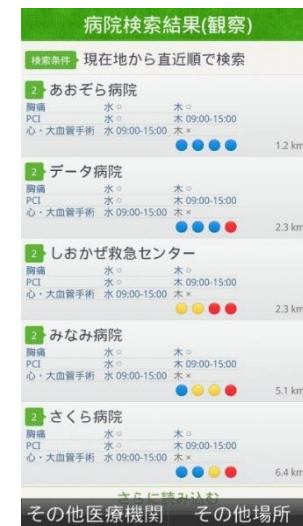 病院検索結果(観察)
検索条件 現在地から直近順で検索
2 あおぞら病院
胸痛 水○ 木○
PCI 水○ 木 09:00-15:00
心・大血管手術 水 09:00-15:00 木×
1.2 km
2 データ病院
胸痛 水○ 木○
PCI 水○ 木 09:00-15:00
心・大血管手術 水 09:00-15:00 木×
2.3 km
2 しおかぜ救急センター
胸痛 水○ 木○
PCI 水○ 木 09:00-15:00
心・大血管手術 水 09:00-15:00 木×
2.3 km
2 みなみ病院
胸痛 水○ 木○
PCI 水○ 木 09:00-15:00
心・大血管手術 水 09:00-15:00 木×
5.1 km
2 さくら病院
胸痛 水○ 木○
PCI 水○ 木 09:00-15:00
心・大血管手術 水 09:00-15:00 木×
6.4 km
さらに読み込む
その他医療機関 その他場所